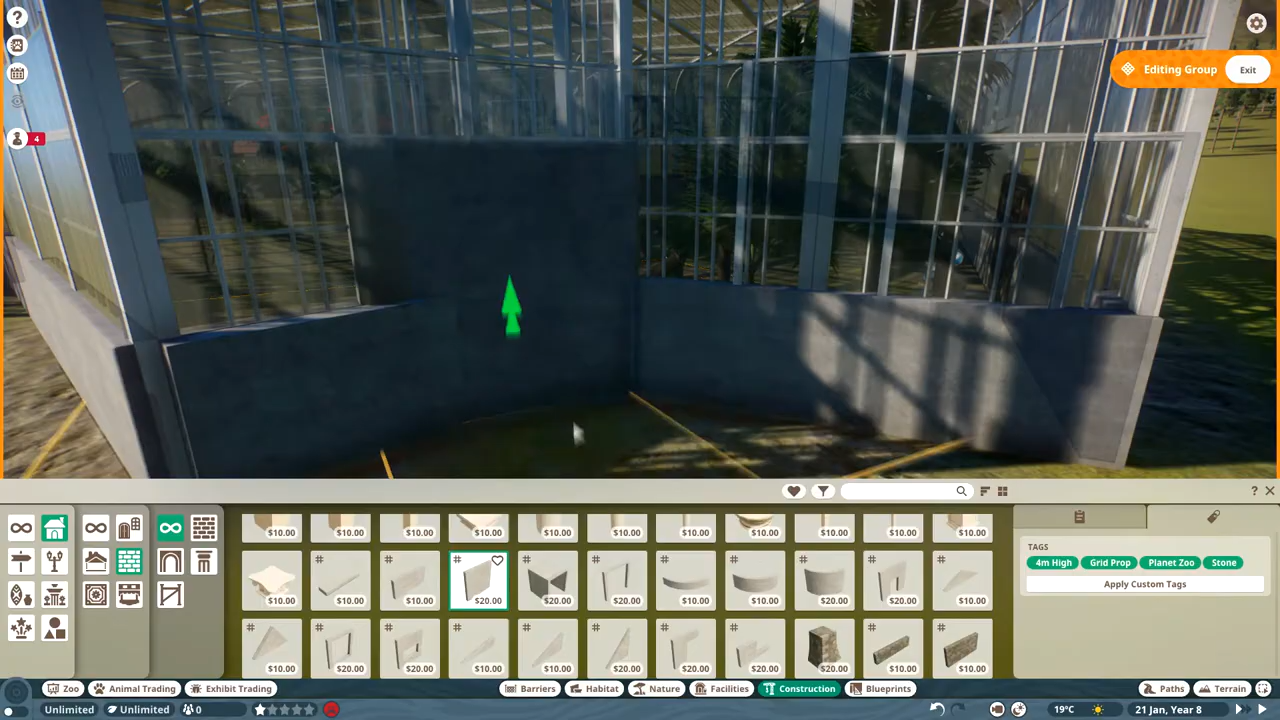 ?
Editing Group
Exit
4
?
$10.00 $10.00 $10.00 $10.00 $10.00 $10.00 $10.00 $10.00 $10.00 $10.00 $10.00
$10.00 $10.00 $10.00 $20.00 $20.00 $20.00 $10.00 $10.00 $20.00 $10.00 $10.00
$10.00 $20.00 $20.00 $10.00 $10.00 $10.00 $20.00 $20.00 $20.00 $10.00 $10.00
TAGS
4m High Grid Prop Planet Zoo Stone
Apply Custom Tags
Zoo Animal Trading Exhibit Trading Barriers Habitat Nature Facilities Construction Blueprints Paths Terrain
Unlimited Unlimited 0 19°C 21 Jan, Year 8